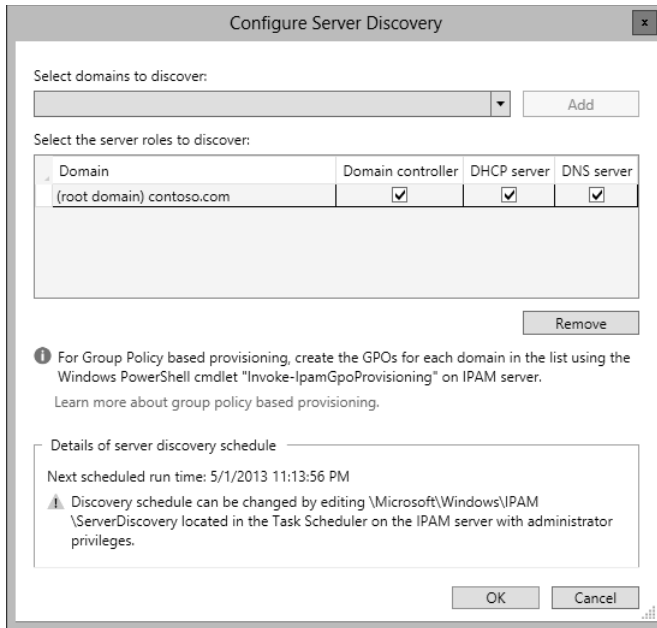 Configure Server Discovery
x
Select domains to discover:
Add
Select the server roles to discover:
Domain Domain controller DHCP server DNS server
(root domain) contoso.com
Remove
For Group Policy based provisioning, create the GPOs for each domain in the list using the
Windows PowerShell cmdlet "Invoke-IpamGpoProvisioning" on IPAM server.
Learn more about group policy based provisioning.
Details of server discovery schedule
Next scheduled run time: 5/1/2013 11:13:56 PM
Discovery schedule can be changed by editing \Microsoft\Windows\IPAM
\ServerDiscovery located in the Task Scheduler on the IPAM server with administrator
privileges.
OK Cancel